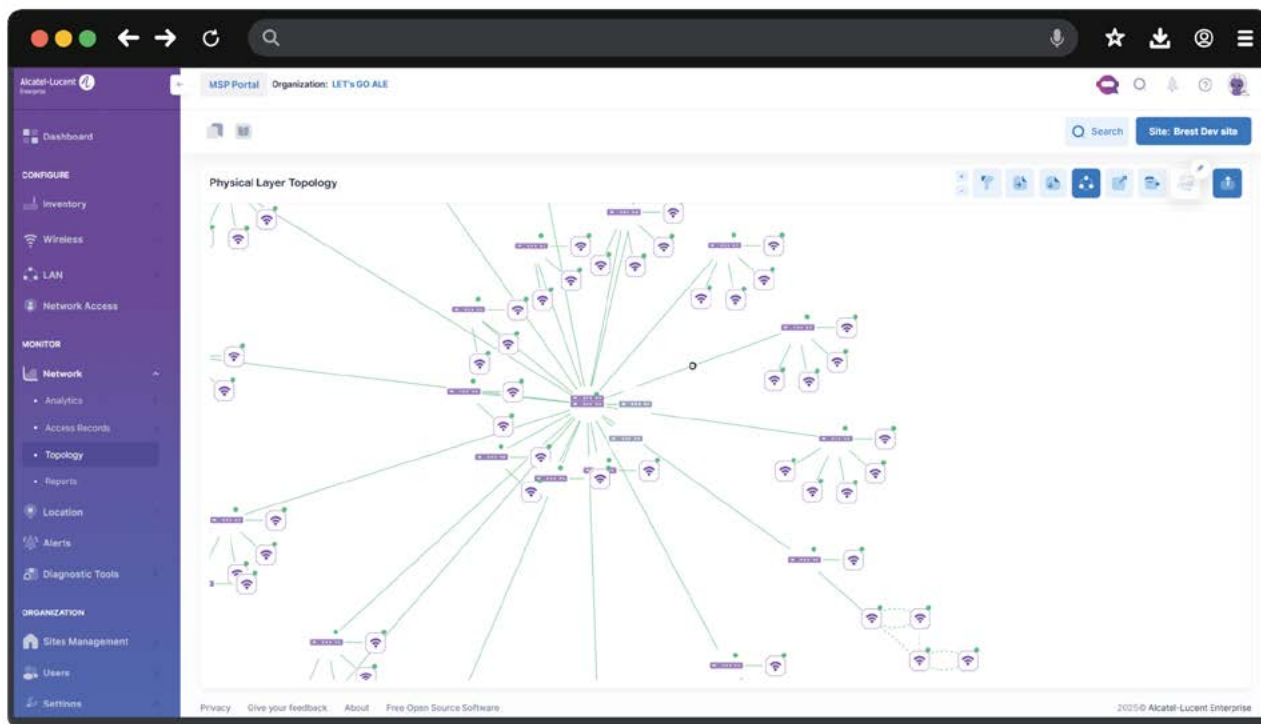 Alcatel-Lucent
Enterprise
MSP Portal Organization: LET's GO ALE
Dashboard
Search
Site: Brest Dev site
CONFIGURE
Physical Layer Topology
Inventory
Wireless
LAN
Network Access
MONITOR
Network
Analytics
Access Records
Topology
Reports
Location
Alerts
Diagnostic Tools
ORGANIZATION
Sites Management
Users
Settings
Privacy Give your feedback About Free Open Source Software
2025© Alcatel-Lucent Enterprise